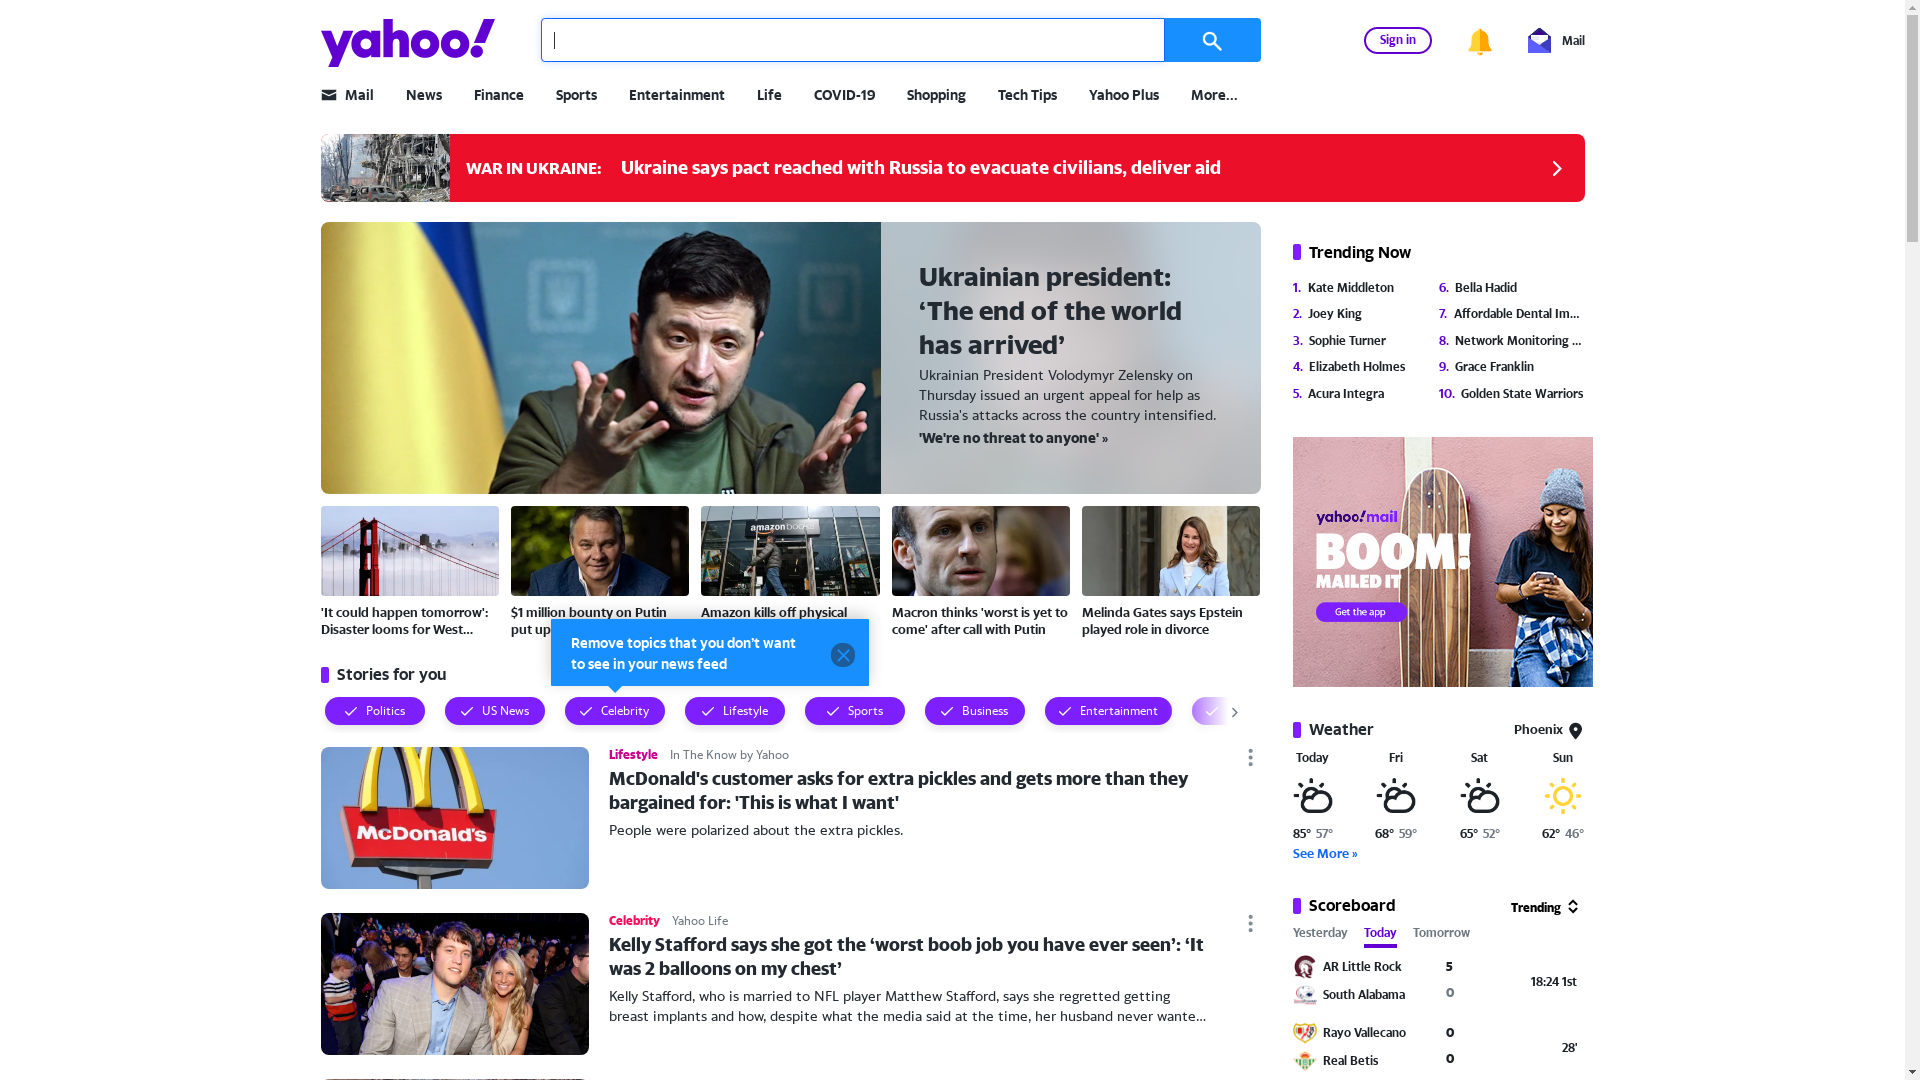 yahoo!
Sign in
Mail
Mail
News
Finance
Sports
Entertainment
Life
COVID-19
Shopping
Tech Tips
Yahoo Plus
More...
WAR IN UKRAINE:
Ukraine says pact reached with Russia to evacuate civilians, deliver aid
Ukrainian president:
‘The end of the world
has arrived’
Ukrainian President Volodymyr Zelensky on
Thursday issued an urgent appeal for help as
Russia's attacks across the country intensified.
'We're no threat to anyone' »
amazon books
'It could happen tomorrow':
Disaster looms for West...
$1 million bounty on Putin
put up
Amazon kills off physical
Macron thinks 'worst is yet to
come' after call with Putin
Melinda Gates says Epstein
played role in divorce
Remove topics that you don't want
to see in your news feed
Stories for you
Politics
US News
Celebrity
Lifestyle
Sports
Business
Entertainment
McDonald's
Lifestyle
In The Know by Yahoo
McDonald's customer asks for extra pickles and gets more than they
bargained for: 'This is what I want'
People were polarized about the extra pickles.
Celebrity
Yahoo Life
Kelly Stafford says she got the ‘worst boob job you have ever seen’: ‘It
was 2 balloons on my chest’
Kelly Stafford, who is married to NFL player Matthew Stafford, says she regretted getting
breast implants and how, despite what the media said at the time, her husband never wante...
Trending Now
1. Kate Middleton
2. Joey King
3. Sophie Turner
4. Elizabeth Holmes
5. Acura Integra
6. Bella Hadid
7. Affordable Dental Im...
8. Network Monitoring ...
9. Grace Franklin
10. Golden State Warriors
yahoo!mail
BOOM!
MAILED IT
Get the app
Weather
Phoenix
Today
Fri
Sat
Sun
85° 57°
68° 59°
65° 52°
62° 46°
See More »
Scoreboard
Trending
Yesterday
Today
Tomorrow
AR Little Rock 5
South Alabama 0
18:24 1st
Rayo Vallecano 0
Real Betis 0
28'